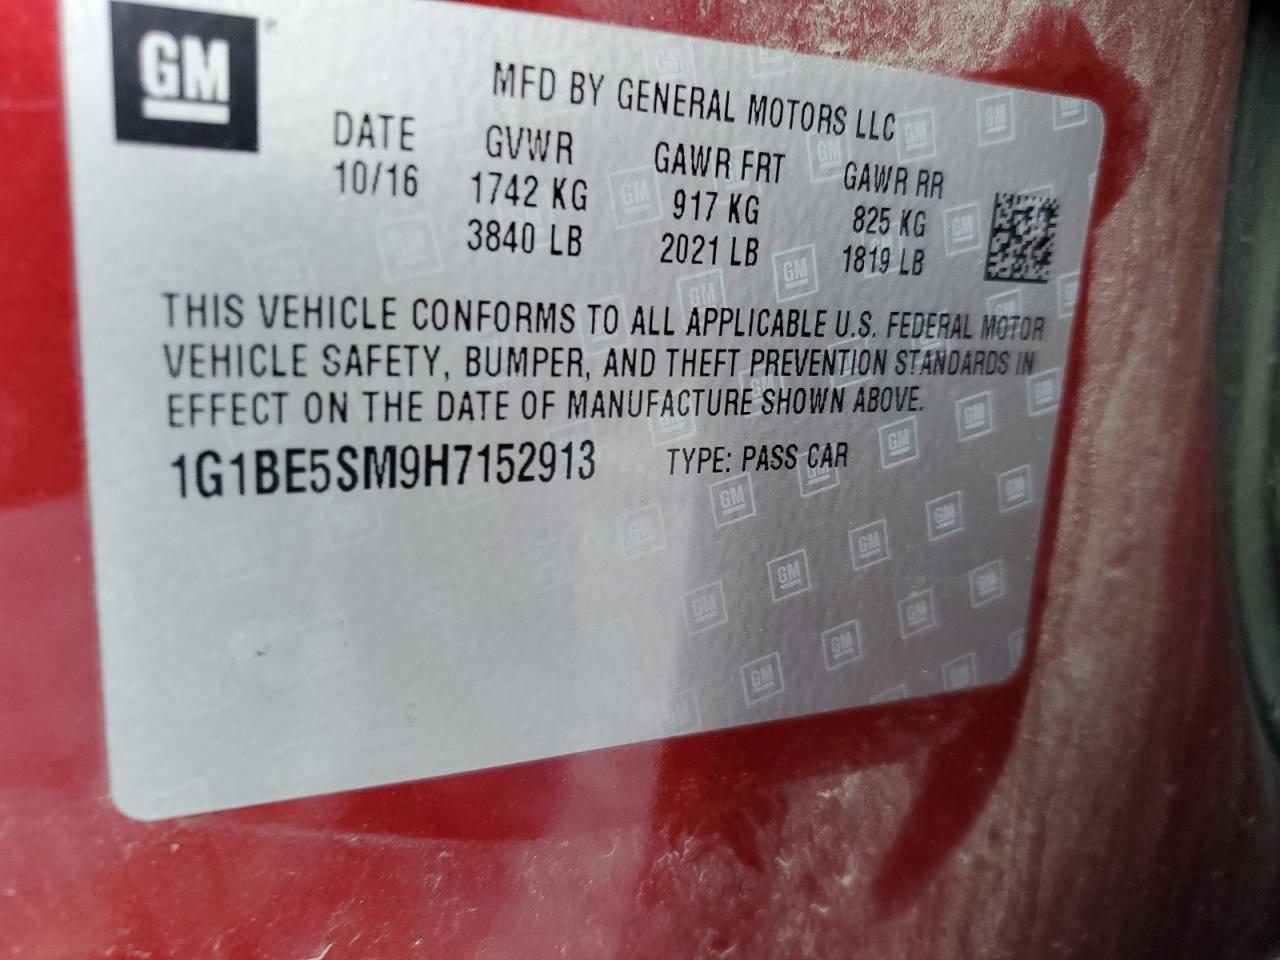 GM
MFD BY GENERAL MOTORS LLC
DATE GVWR GAWR FRT GAWR RR
10/16 1742 KG 917 KG 825 KG
3840 LB 2021 LB 1819 LB
THIS VEHICLE CONFORMS TO ALL APPLICABLE U.S. FEDERAL MOTOR
VEHICLE SAFETY, BUMPER, AND THEFT PREVENTION STANDARDS IN
EFFECT ON THE DATE OF MANUFACTURE SHOWN ABOVE.
1G1BE5SM9H7152913 TYPE: PASS CAR